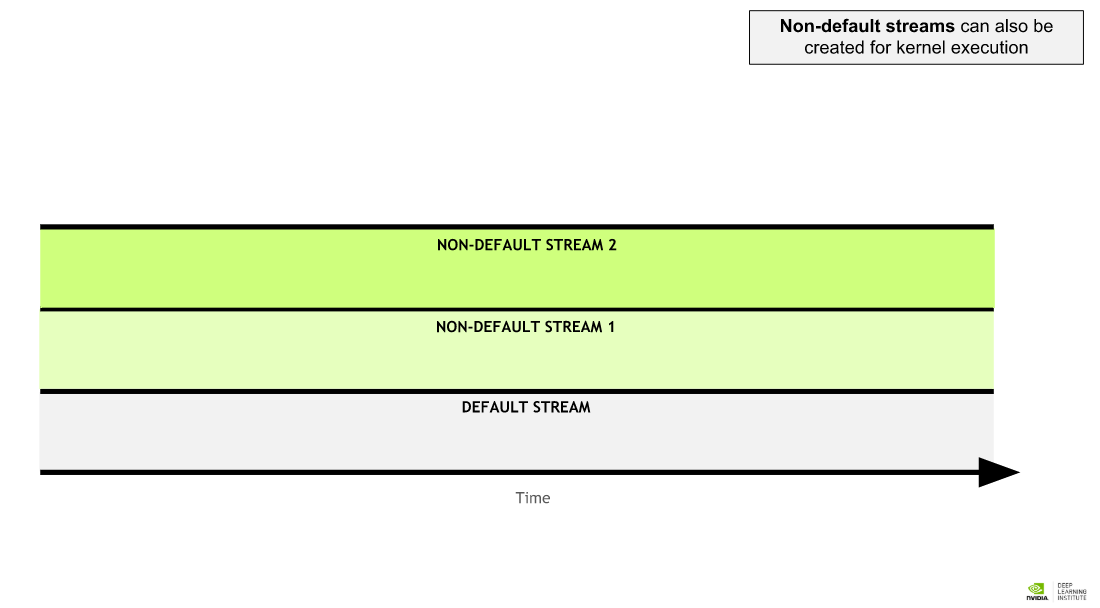 Non-default streams can also be
created for kernel execution
NON-DEFAULT STREAM 2
NON-DEFAULT STREAM 1
DEFAULT STREAM
Time
NVIDIA
DEEP
LEARNING
INSTITUTE